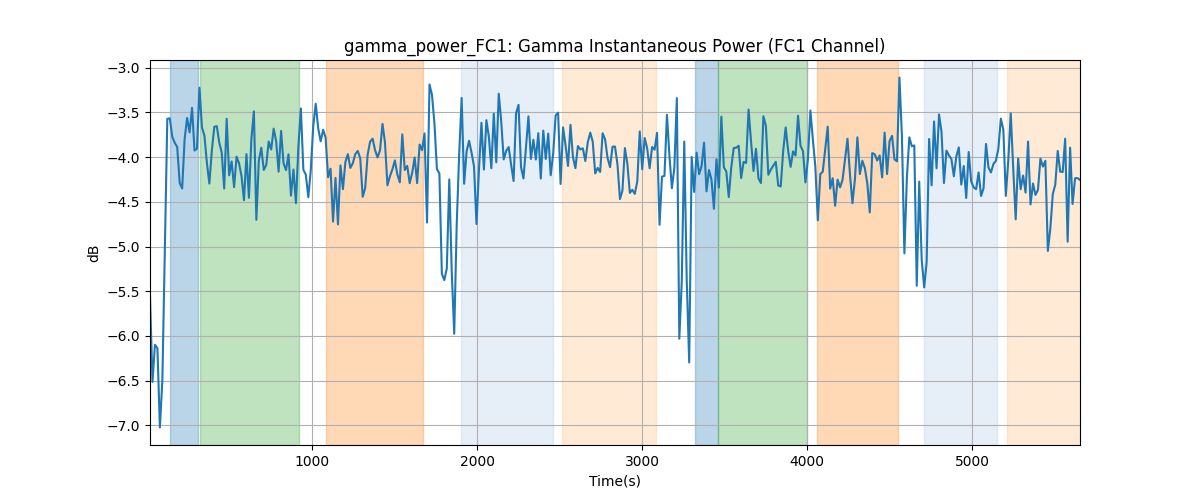 gamma_power_FC1: Gamma Instantaneous Power (FC1 Channel)
−3.0
−3.5
−4.0
−4.5
−5.0
−5.5
−6.0
−6.5
−7.0
dB
1000 2000 3000 4000 5000
Time(s)